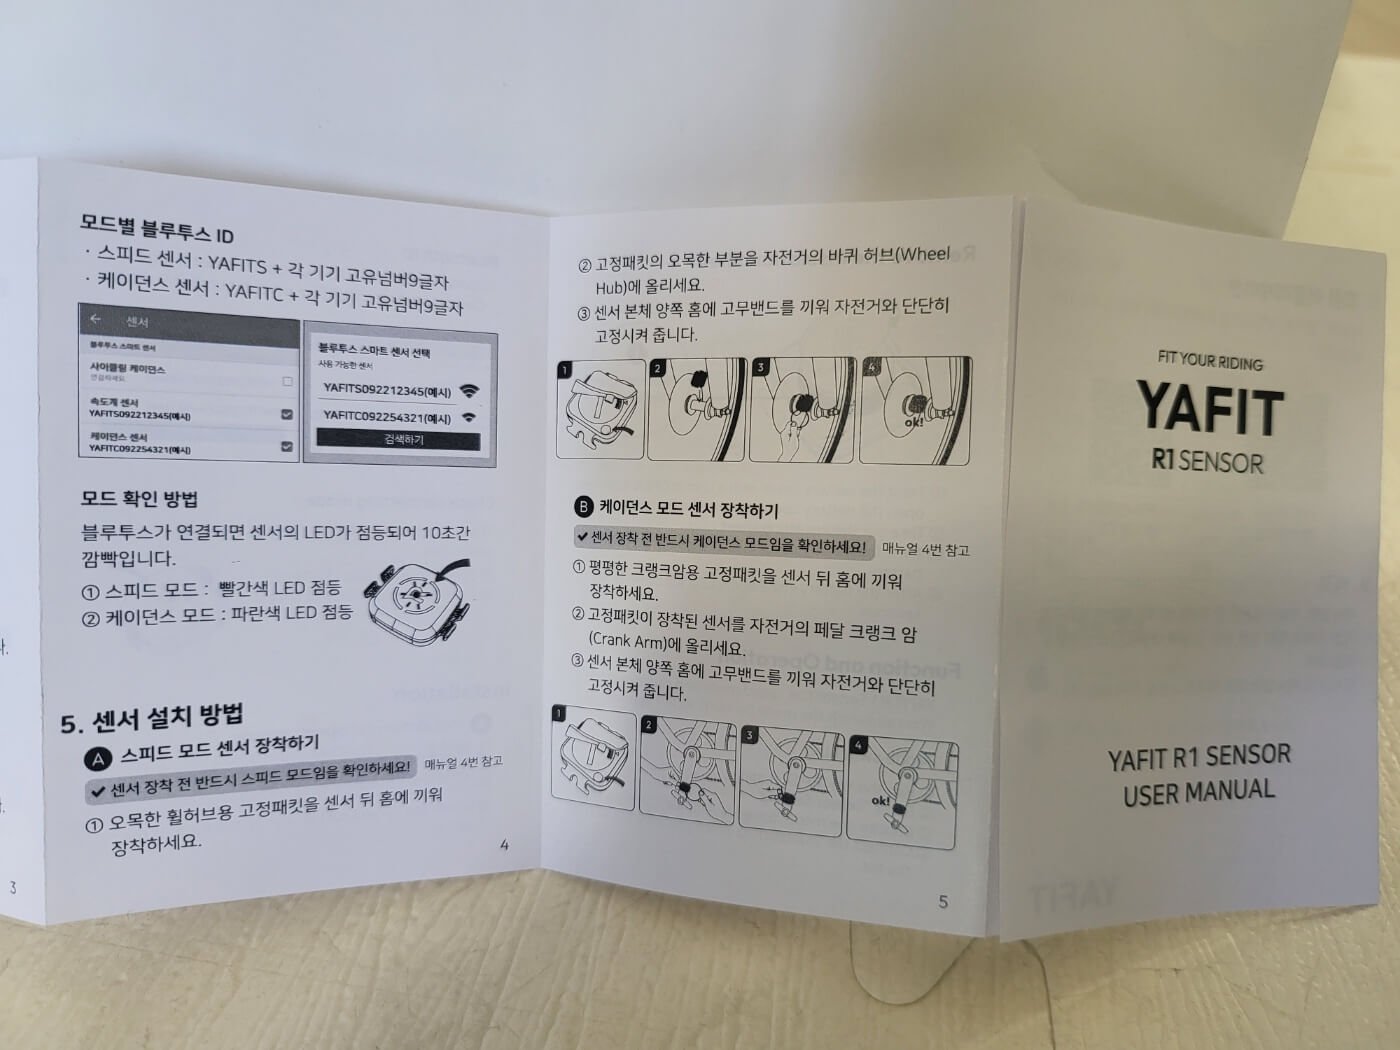 모드별 블루투스 ID
· 스피드 센서 : YAFITS + 각 기기 고유넘버9글자
· 케이던스 센서 : YAFITC + 각 기기 고유넘버9글자
← 센서
블루투스 스마트 센서
사이클링 케이던스
연결하세요
속도계 센서
YAFITS092212345(예시)
케이던스 센서
YAFITC092254321(예시)
블루투스 스마트 센서 선택
사용 가능한 센서
YAFITS092212345(예시)
YAFITC092254321(예시)
검색하기
모드 확인 방법
블루투스가 연결되면 센서의 LED가 점등되어 10초간
깜빡입니다.
① 스피드 모드 : 빨간색 LED 점등
② 케이던스 모드 : 파란색 LED 점등
5. 센서 설치 방법
A 스피드 모드 센서 장착하기
✔ 센서 장착 전 반드시 스피드 모드임을 확인하세요! 매뉴얼 4번 참고
① 오목한 휠허브용 고정패킷을 센서 뒤 홈에 끼워
장착하세요.
3
4
② 고정패킷의 오목한 부분을 자전거의 바퀴 허브(Wheel
Hub)에 올리세요.
③ 센서 본체 양쪽 홈에 고무밴드를 끼워 자전거와 단단히
고정시켜 줍니다.
1 2 3 4
ok!
B 케이던스 모드 센서 장착하기
✔ 센서 장착 전 반드시 케이던스 모드임을 확인하세요! 매뉴얼 4번 참고
① 평평한 크랭크암용 고정패킷을 센서 뒤 홈에 끼워
장착하세요.
② 고정패킷이 장착된 센서를 자전거의 페달 크랭크 암
(Crank Arm)에 올리세요.
③ 센서 본체 양쪽 홈에 고무밴드를 끼워 자전거와 단단히
고정시켜 줍니다.
1 2 3 4
ok!
5
FIT YOUR RIDING
YAFIT
R1 SENSOR
YAFIT R1 SENSOR
USER MANUAL